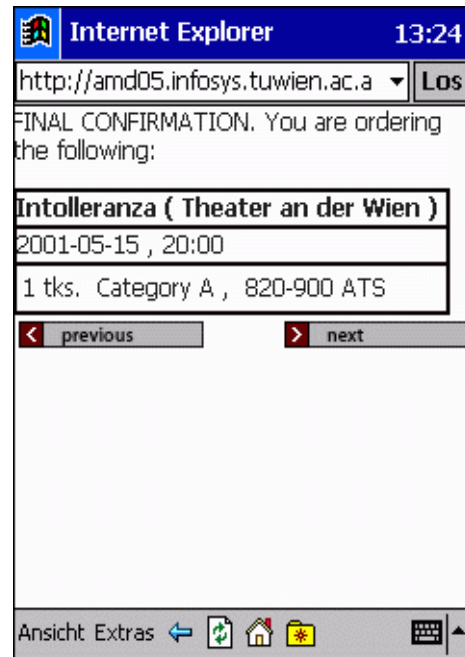 Internet Explorer 13:24
http://amd05.infosys.tuwien.ac.a Los
FINAL CONFIRMATION. You are ordering
the following:
Intolleranza ( Theater an der Wien )
2001-05-15 , 20:00
1 tks. Category A , 820-900 ATS
previous next
Ansicht Extras